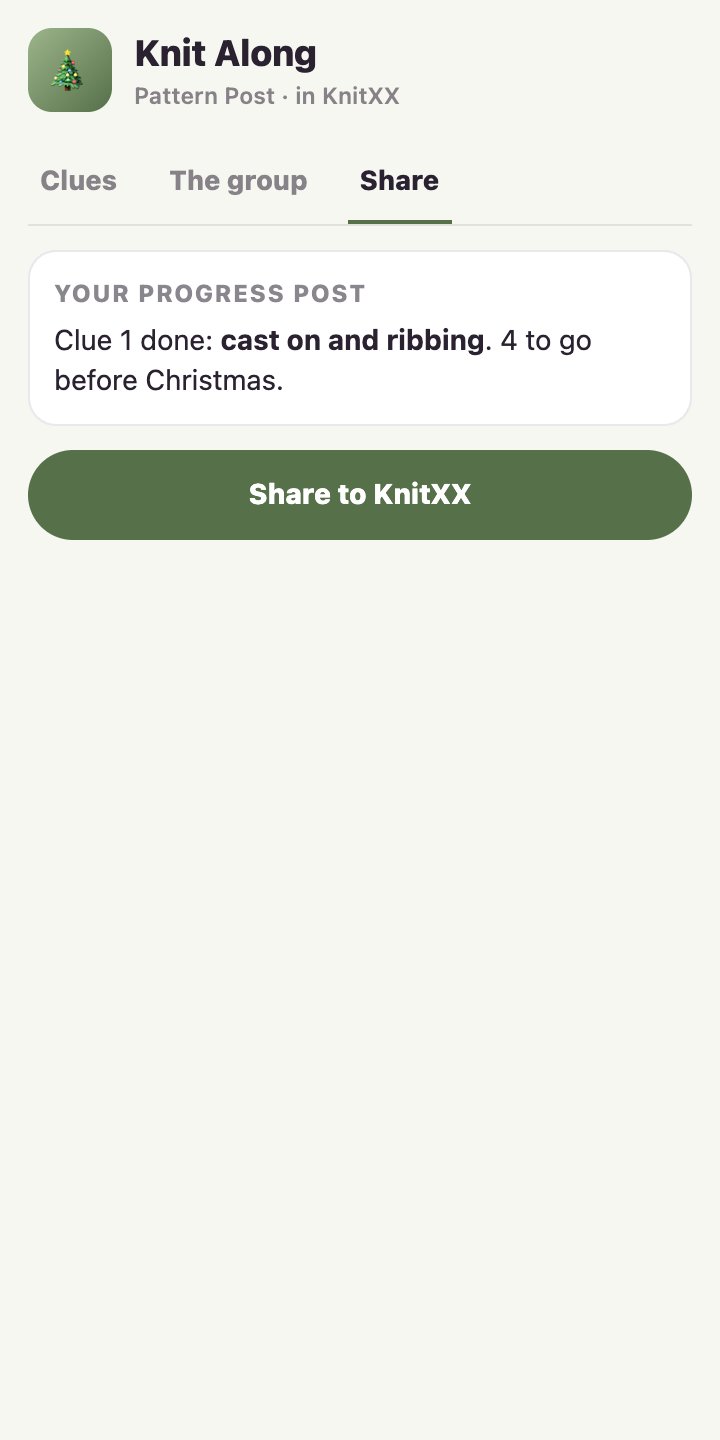 Knit Along
Pattern Post · in KnitXX
Clues
The group
Share
YOUR PROGRESS POST
Clue 1 done: cast on and ribbing. 4 to go
before Christmas.
Share to KnitXX